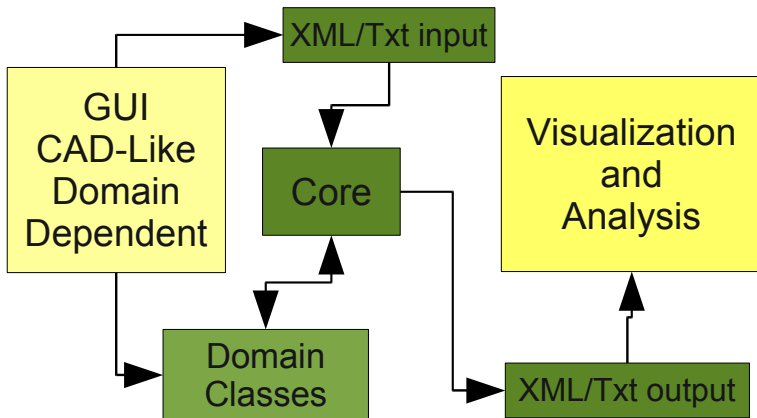 XML/Txt input
GUI
CAD-Like
Domain
Dependent
Core
Visualization
and
Analysis
Domain
Classes
XML/Txt output